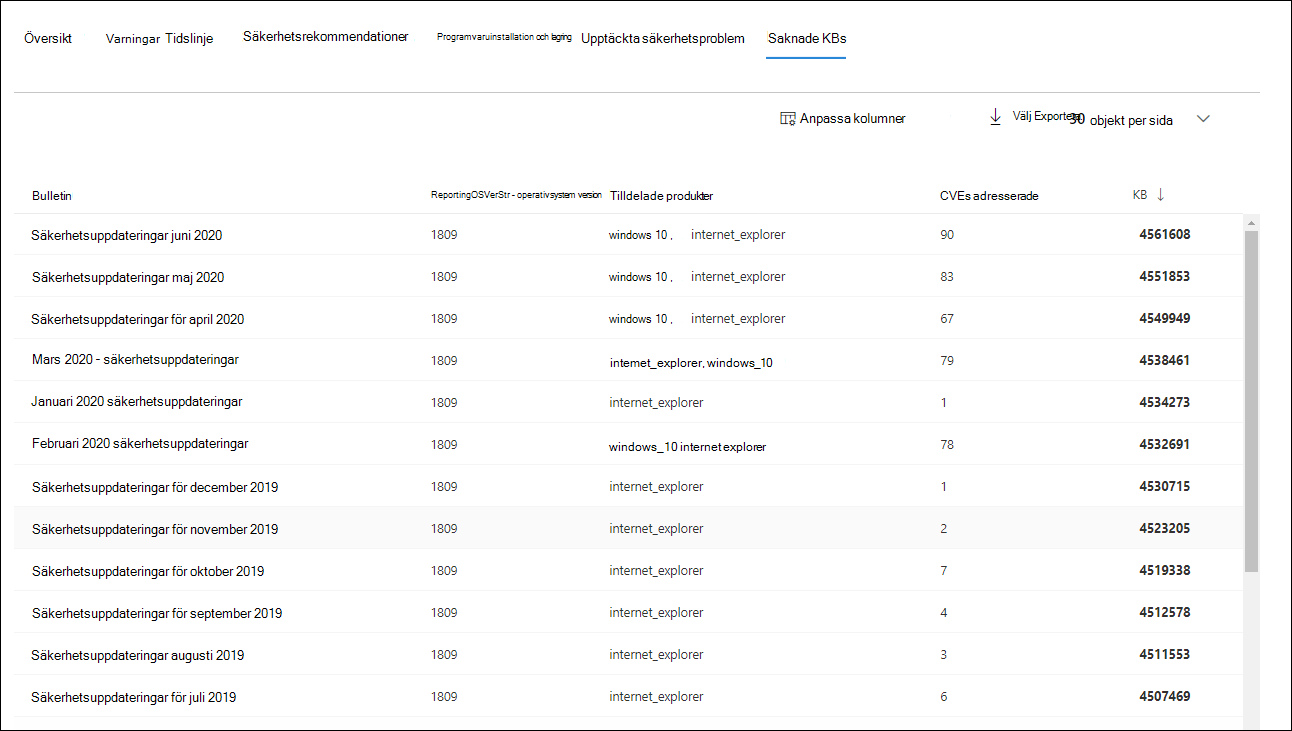 Översikt Varningar Tidslinje Säkerhetsrekommendationer Programvaruinstallation och lagring Upptäckta säkerhetsproblem Saknade KBs
Anpassa kolumner Välj Exportera 30 objekt per sida
Bulletin ReportingOSVerStr - operativsystem version Tilldelade produkter CVEs adresserade KB ↓
Säkerhetsuppdateringar juni 2020 1809 windows 10 , internet_explorer 90 4561608
Säkerhetsuppdateringar maj 2020 1809 windows 10 , internet_explorer 83 4551853
Säkerhetsuppdateringar för april 2020 1809 windows 10 , internet_explorer 67 4549949
Mars 2020 - säkerhetsuppdateringar 1809 internet_explorer, windows_10 79 4538461
Januari 2020 säkerhetsuppdateringar 1809 internet_explorer 1 4534273
Februari 2020 säkerhetsuppdateringar 1809 windows_10 internet explorer 78 4532691
Säkerhetsuppdateringar för december 2019 1809 internet_explorer 1 4530715
Säkerhetsuppdateringar för november 2019 1809 internet_explorer 2 4523205
Säkerhetsuppdateringar för oktober 2019 1809 internet_explorer 7 4519338
Säkerhetsuppdateringar för september 2019 1809 internet_explorer 4 4512578
Säkerhetsuppdateringar augusti 2019 1809 internet_explorer 3 4511553
Säkerhetsuppdateringar för juli 2019 1809 internet_explorer 6 4507469